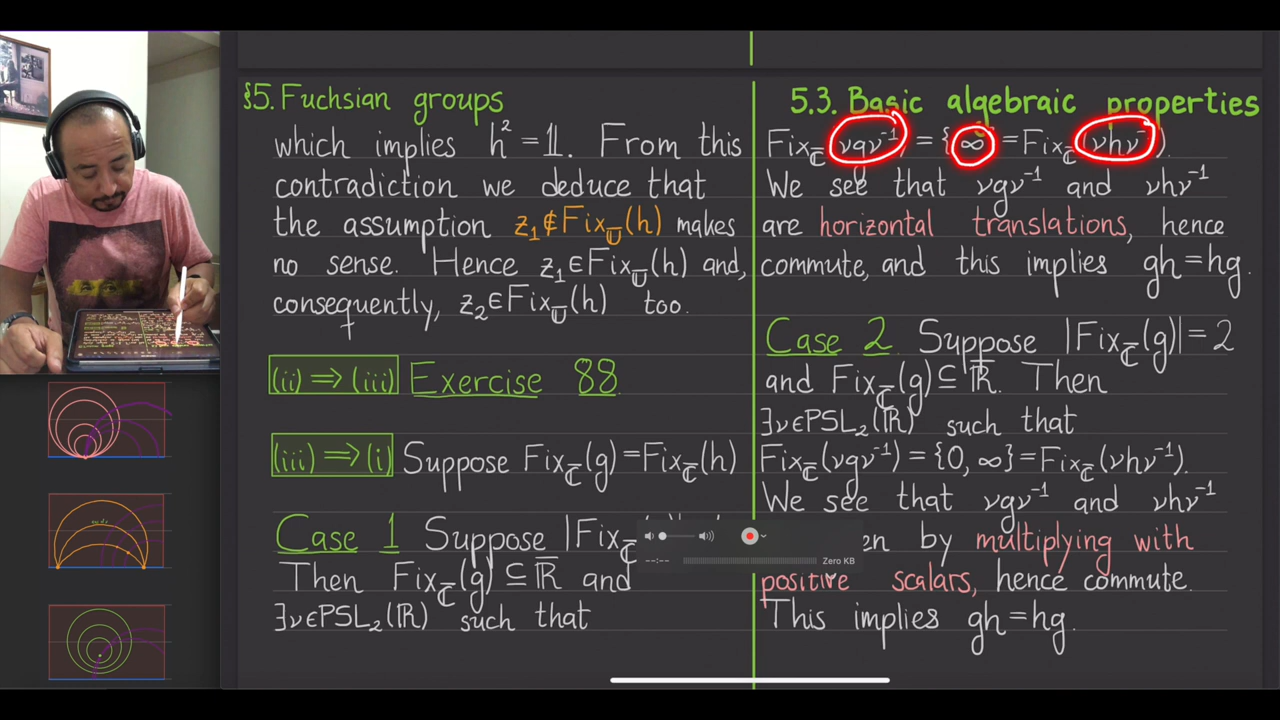 §5. Fuchsian groups
which implies h² = 𝟙. From this
contradiction we deduce that
the assumption z₁∉Fix_U̅(h) makes
no sense. Hence z₁∈Fix_U̅(h) and,
consequently, z₂∈Fix_U̅(h) too.
(ii) ⟹ (iii) Exercise 88
(iii) ⟹ (i) Suppose Fix_C̅(g) = Fix_C̅(h)
Case 1 Suppose |Fix_C̅
Then Fix_C̅(g) ⊆ R̅ and
∃ν∈PSL₂(ℝ) such that
5.3. Basic algebraic properties
Fix_C̅(νgν⁻¹) = {∞} = Fix_C̅(νhν⁻¹).
We see that νgν⁻¹ and νhν⁻¹
are horizontal translations, hence
commute, and this implies gh = hg.
Case 2 Suppose |Fix_C̅(g)| = 2
and Fix_C̅(g) ⊆ R̅. Then
∃ν∈PSL₂(ℝ) such that
Fix_C̅(νgν⁻¹) = {0, ∞} = Fix_C̅(νhν⁻¹).
We see that νgν⁻¹ and νhν⁻¹
by multiplying with
positive scalars, hence commute.
This implies gh = hg.
--:--
Zero KB